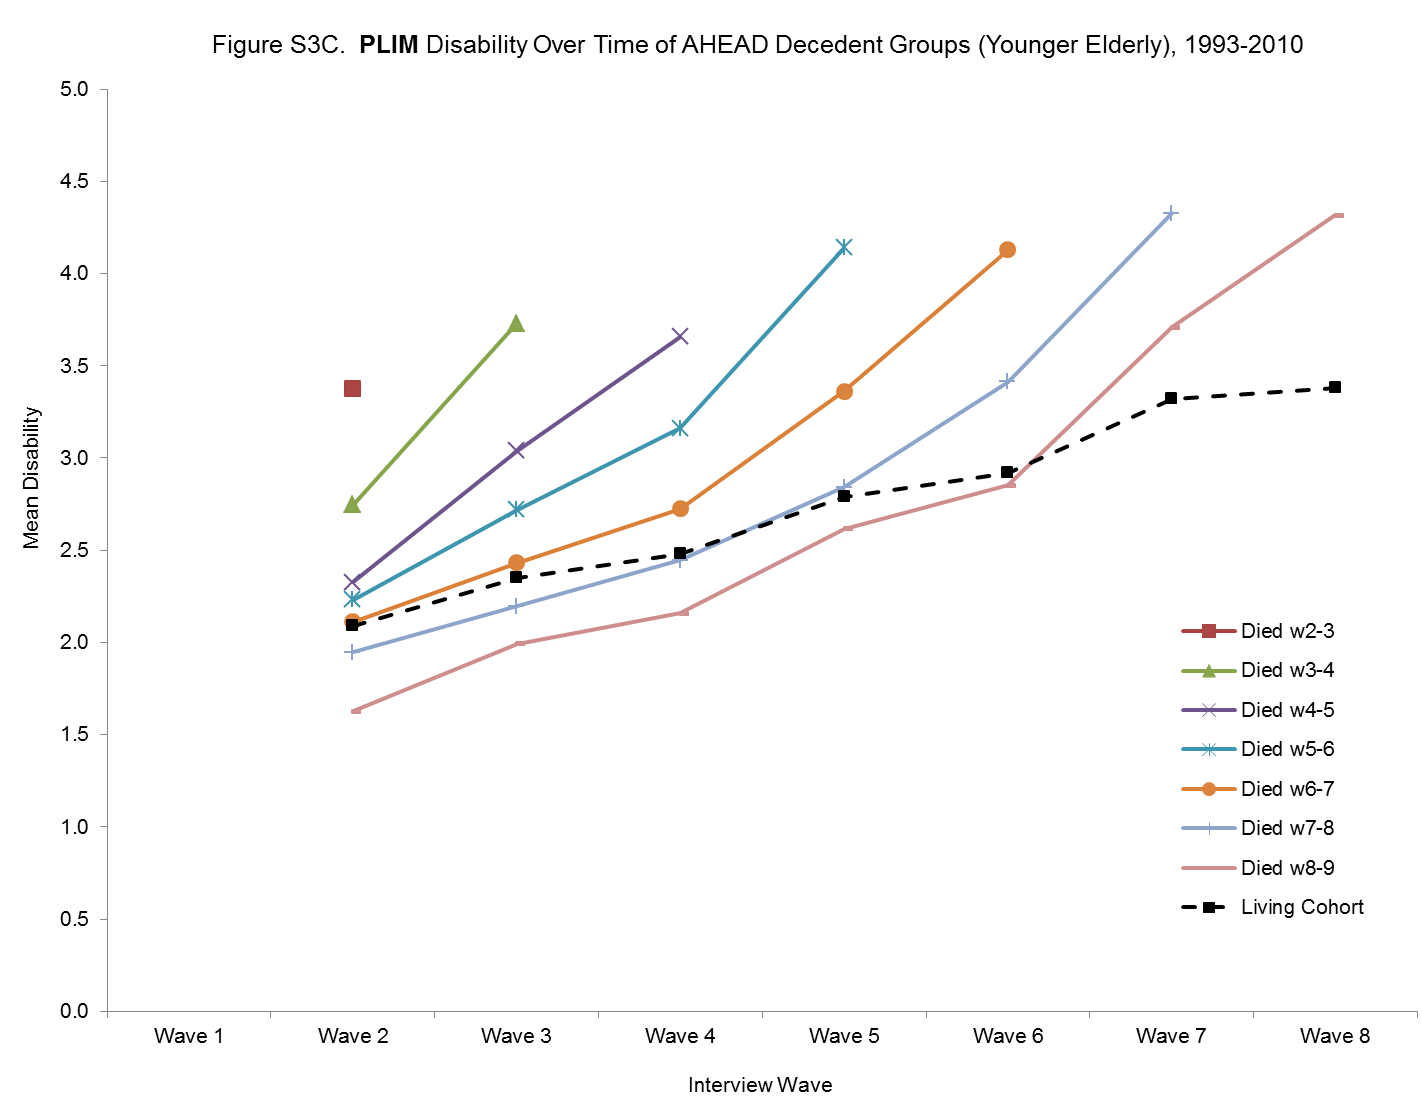 Figure S3C. PLIM Disability Over Time of AHEAD Decedent Groups (Younger Elderly), 1993-2010
5.0
4.5
4.0
3.5
3.0
2.5
2.0
1.5
1.0
0.5
0.0
Mean Disability
Died w2-3
Died w3-4
Died w4-5
Died w5-6
Died w6-7
Died w7-8
Died w8-9
Living Cohort
Wave 1 Wave 2 Wave 3 Wave 4 Wave 5 Wave 6 Wave 7 Wave 8
Interview Wave